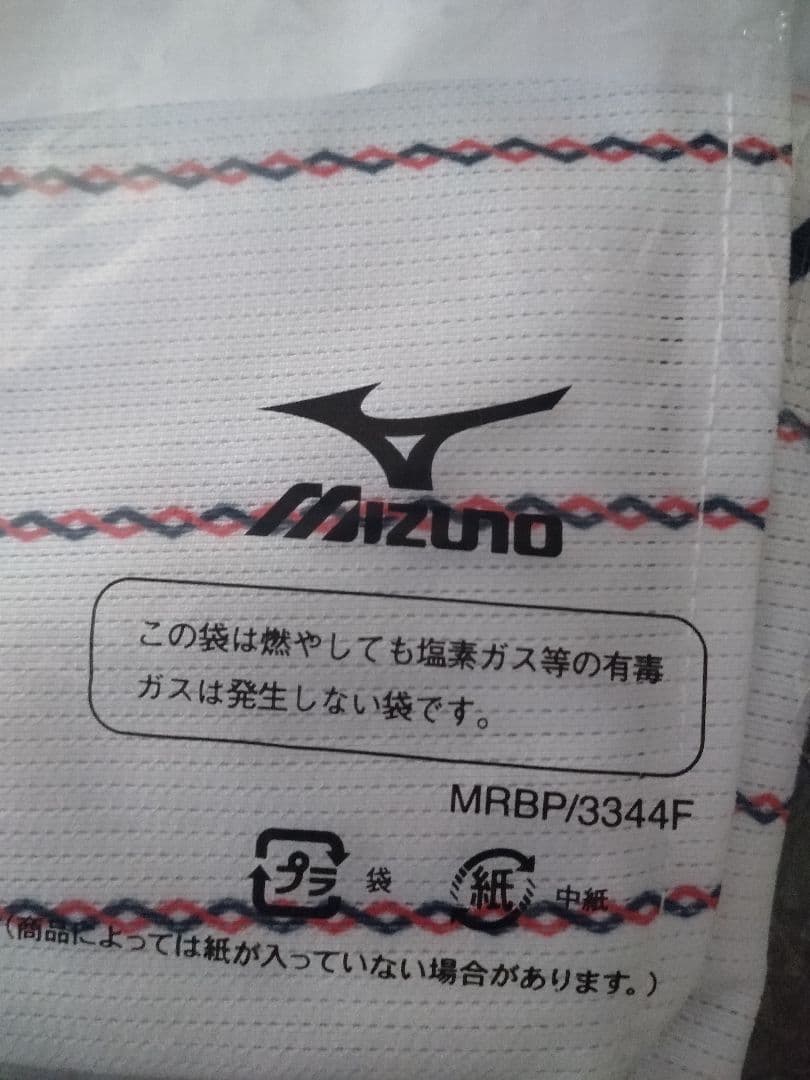 MIZUNO
この袋は燃やしても塩素ガス等の有毒
ガスは発生しない袋です。
MRBP/3344F
プラ 袋 紙 中紙
(商品によっては紙が入っていない場合があります。)